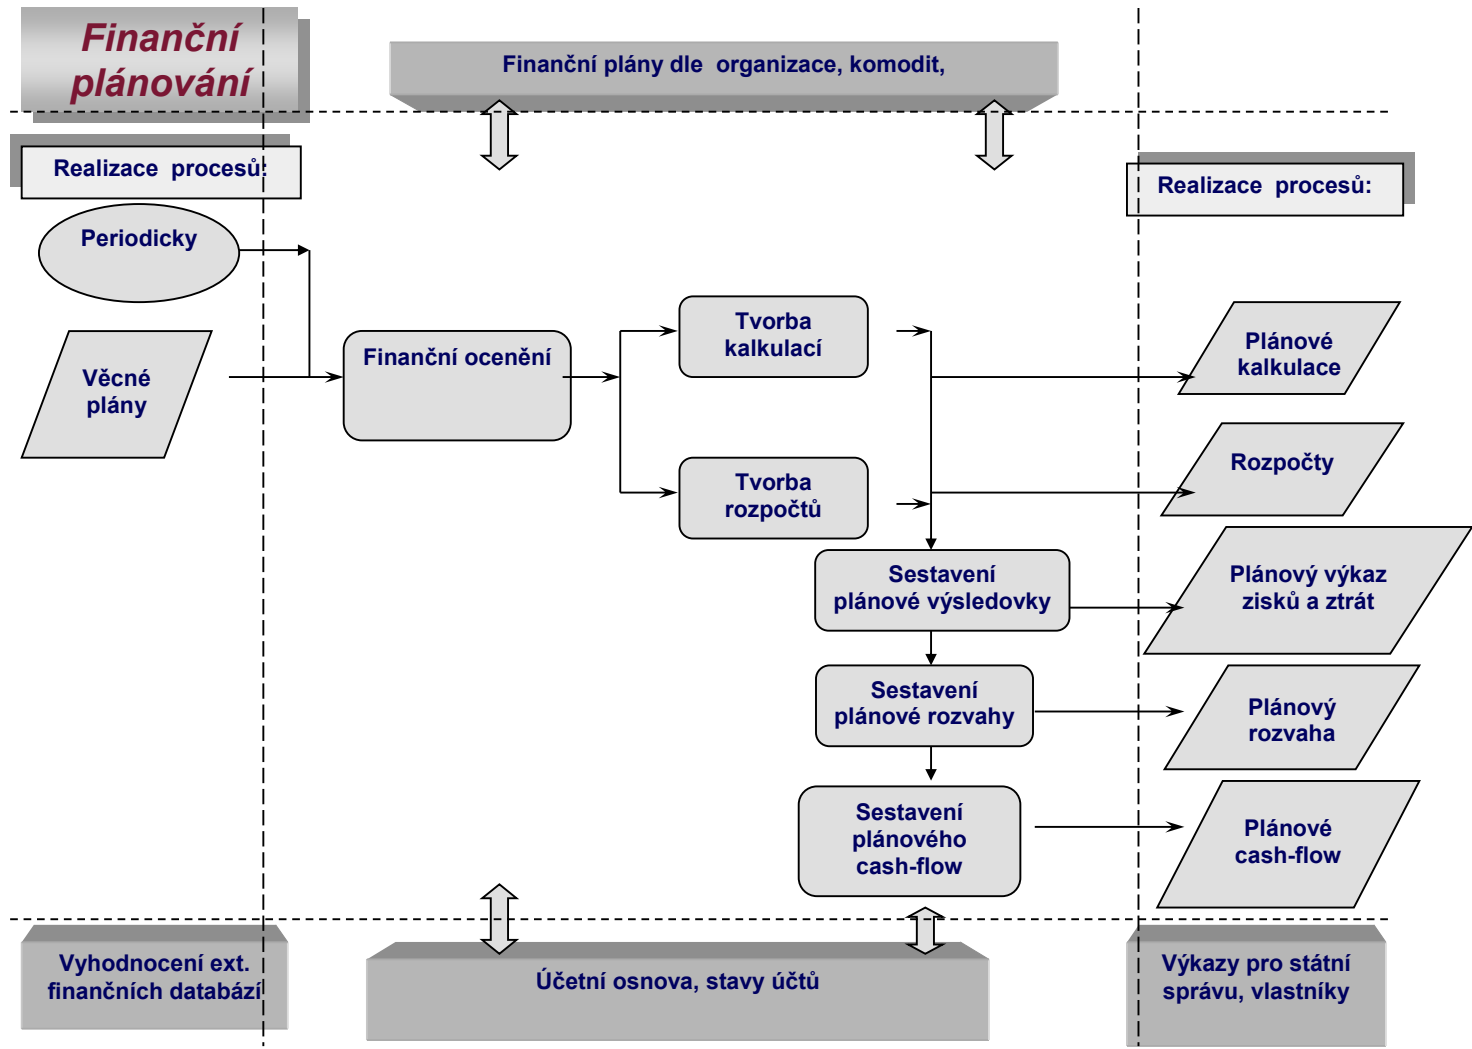 Finanční
plánování
Finanční plány dle organizace, komodit,
Realizace procesů:
Realizace procesů:
Periodicky
Věcné
plány
Finanční ocenění
Tvorba
kalkulací
Tvorba
rozpočtů
Sestavení
plánové výsledovky
Sestavení
plánové rozvahy
Sestavení
plánového
cash-flow
Plánové
kalkulace
Rozpočty
Plánový výkaz
zisků a ztrát
Plánový
rozvaha
Plánové
cash-flow
Vyhodnocení ext.
finančních databází
Účetní osnova, stavy účtů
Výkazy pro státní
správu, vlastníky